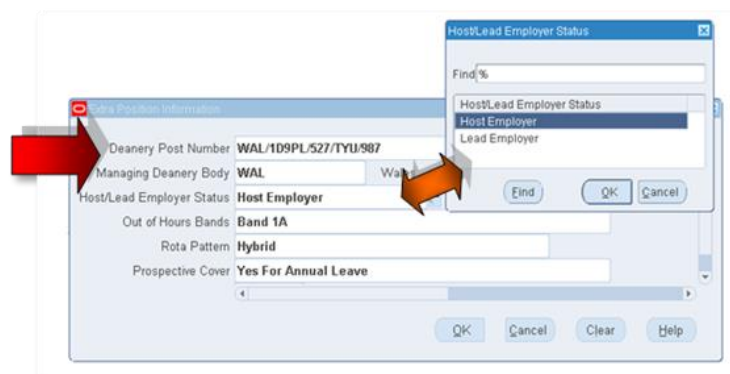 Host/Lead Employer Status
Find %
Host/Lead Employer Status
Host Employer
Lead Employer
Find OK Cancel
Extra Position Information
Deanery Post Number WAL/1D9PL/527/TYU/987
Managing Deanery Body WAL
Host/Lead Employer Status Host Employer
Out of Hours Bands Band 1A
Rota Pattern Hybrid
Prospective Cover Yes For Annual Leave
OK Cancel Clear Help